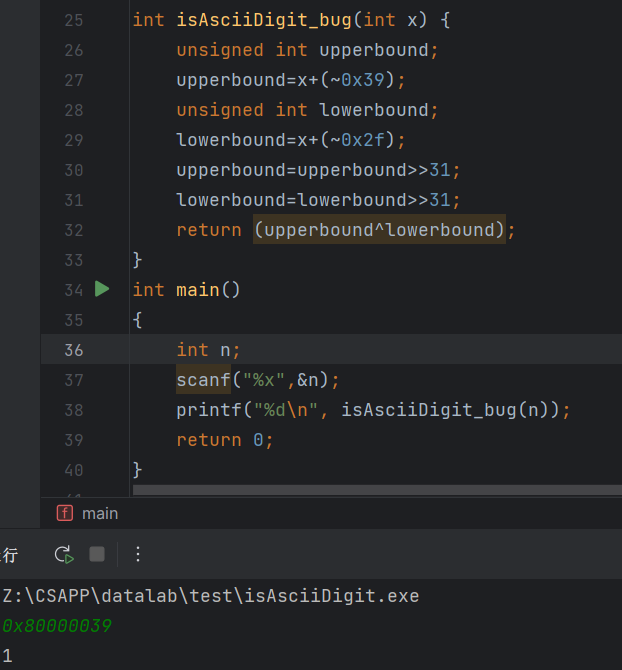 25 int isAsciiDigit_bug(int x) {
26     unsigned int upperbound;
27     upperbound=x+(~0x39);
28     unsigned int lowerbound;
29     lowerbound=x+(~0x2f);
30     upperbound=upperbound>>31;
31     lowerbound=lowerbound>>31;
32     return (upperbound^lowerbound);
33 }
34 int main()
35 {
36     int n;
37     scanf("%x",&n);
38     printf("%d\n", isAsciiDigit_bug(n));
39     return 0;
40 }
f main
行
Z:\CSAPP\datalab\test\isAsciiDigit.exe
0x80000039
1